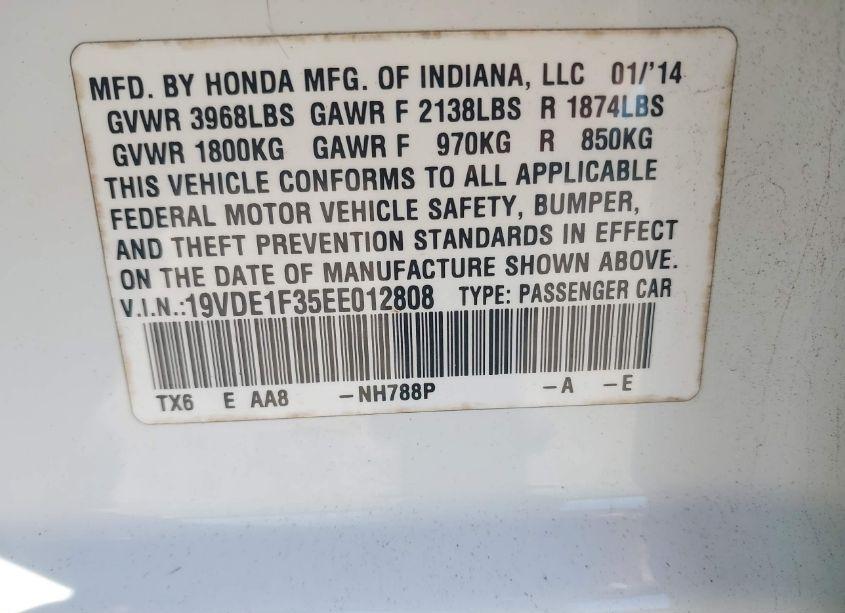 MFD. BY HONDA MFG. OF INDIANA, LLC 01/'14
GVWR 3968LBS GAWR F 2138LBS R 1874LBS
GVWR 1800KG GAWR F 970KG R 850KG
THIS VEHICLE CONFORMS TO ALL APPLICABLE
FEDERAL MOTOR VEHICLE SAFETY, BUMPER,
AND THEFT PREVENTION STANDARDS IN EFFECT
ON THE DATE OF MANUFACTURE SHOWN ABOVE.
V.I.N.:19VDE1F35EE012808 TYPE: PASSENGER CAR
TX6 E AA8 -NH788P -A -E